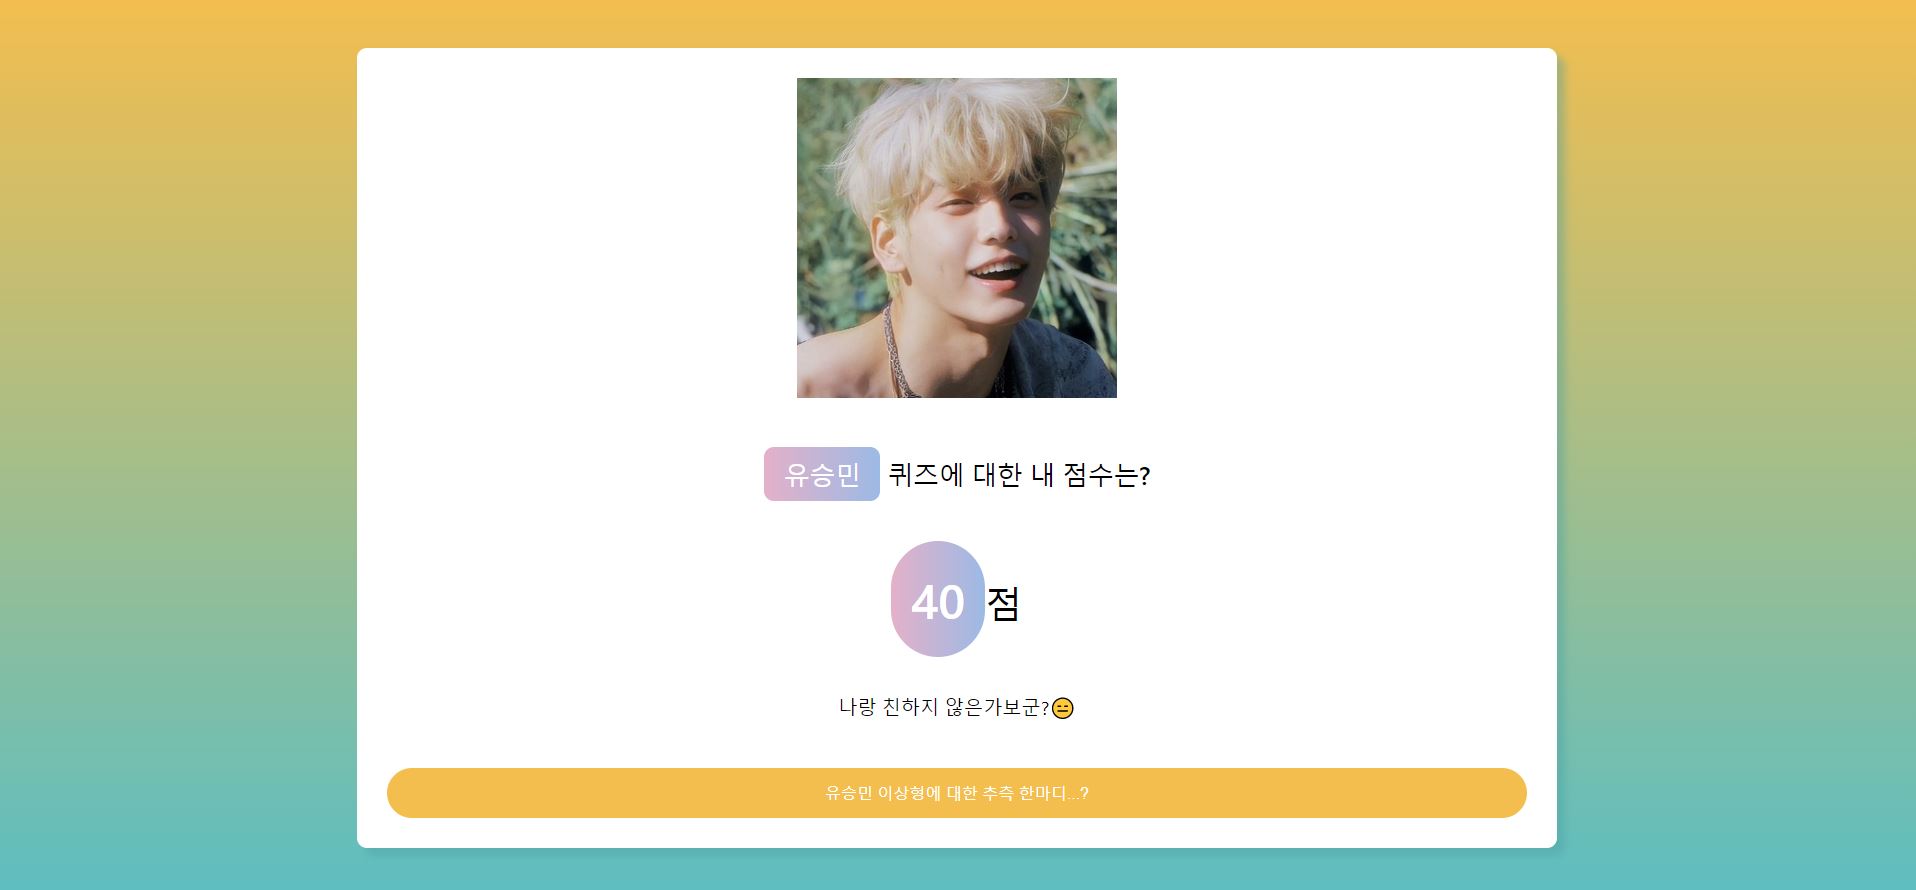 유승민 퀴즈에 대한 내 점수는?
40 점
나랑 친하지 않은가보군?😑
유승민 이상형에 대한 추측 한마디...?